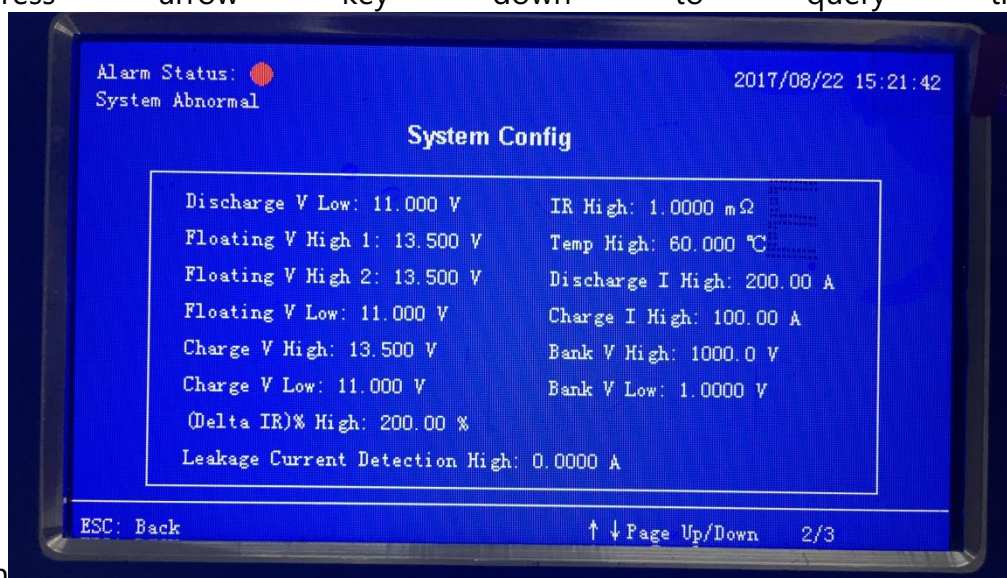 arrow key down to query
Alarm Status:
2017/08/22 15:21:42
System Abnormal
System Config
Discharge V Low: 11.000 V
IR High: 1.0000 mΩ
Floating V High 1: 13.500 V
Temp High: 60.000 ℃
Floating V High 2: 13.500 V
Discharge I High: 200.00 A
Floating V Low: 11.000 V
Charge I High: 100.00 A
Charge V High: 13.500 V
Bank V High: 1000.0 V
Charge V Low: 11.000 V
Bank V Low: 1.0000 V
(Delta IR)% High: 200.00 %
Leakage Current Detection High: 0.0000 A
ESC: Back
↑↓Page Up/Down 2/3